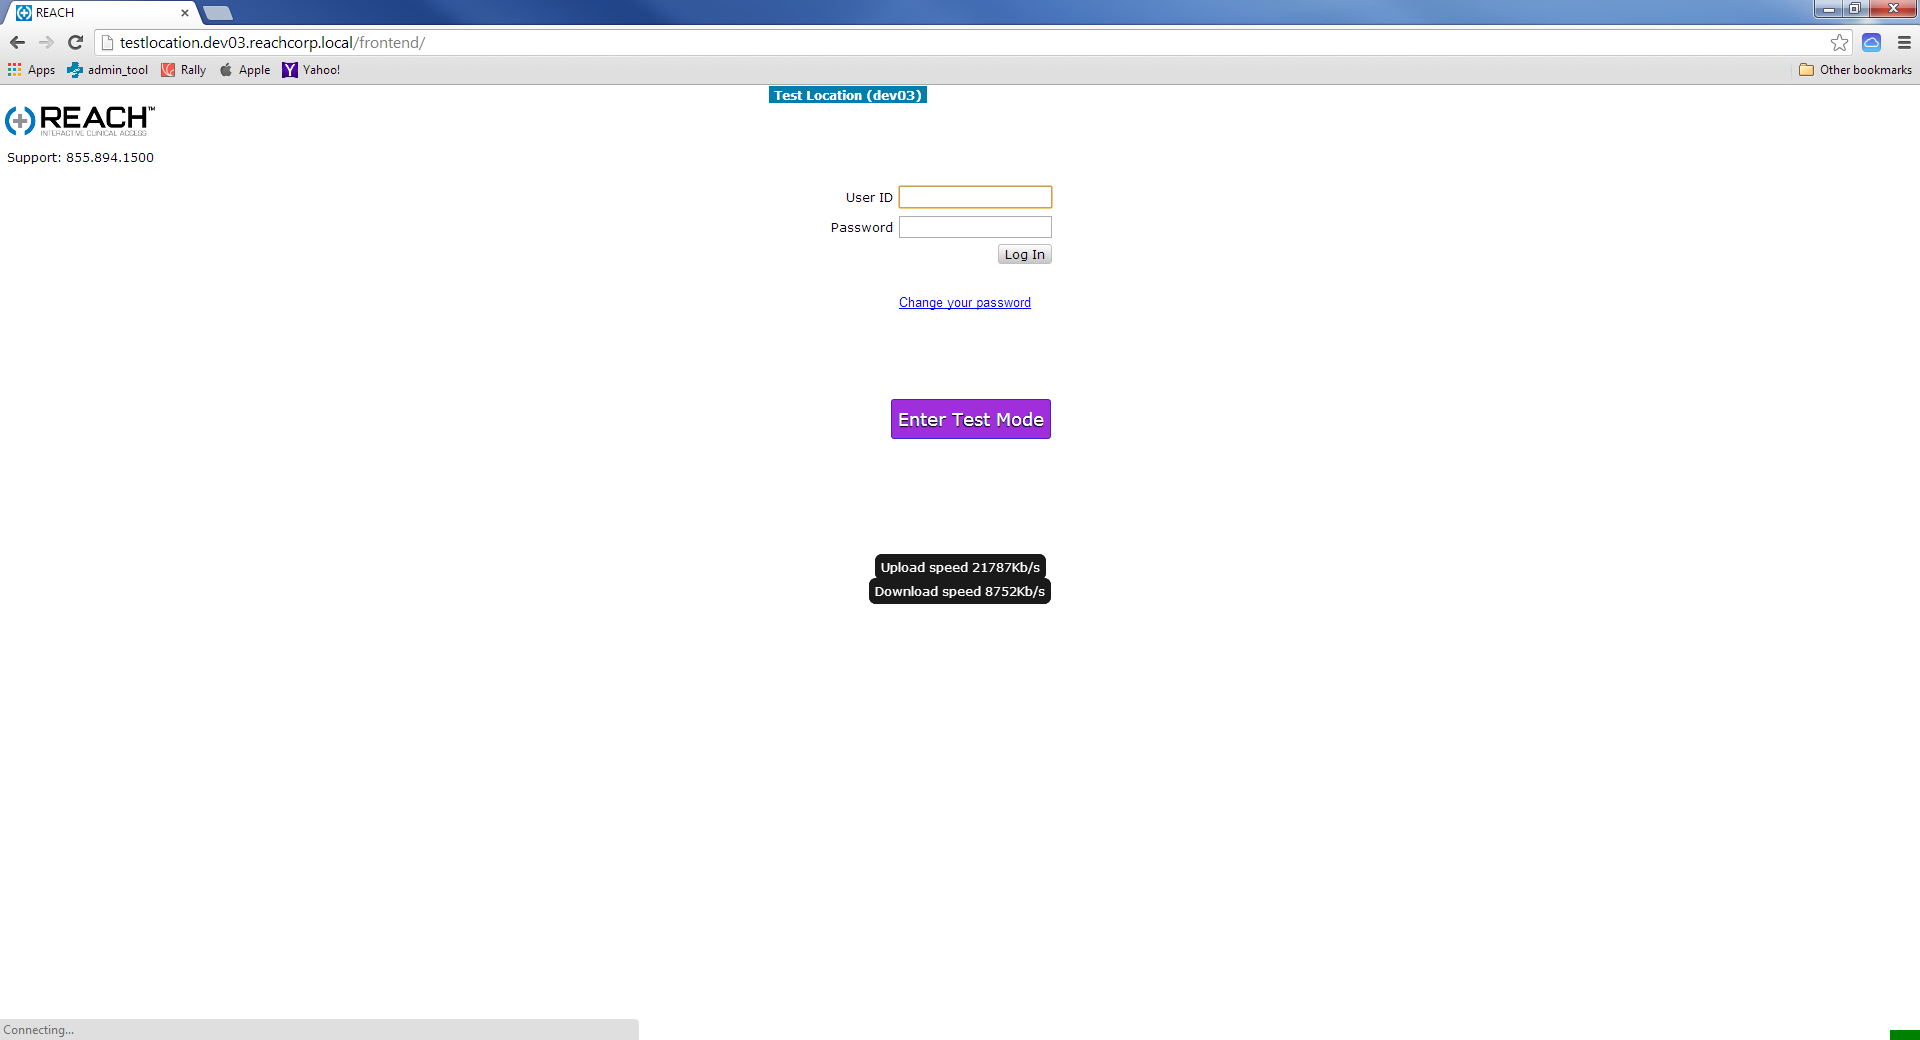 REACH
testlocation.dev03.reachcorp.local/frontend/
Apps admin_tool Rally Apple Yahoo! Other bookmarks
Test Location (dev03)
REACH™
INTERACTIVE CLINICAL ACCESS
Support: 855.894.1500
User ID
Password
Log In
Change your password
Enter Test Mode
Upload speed 21787Kb/s
Download speed 8752Kb/s
Connecting...